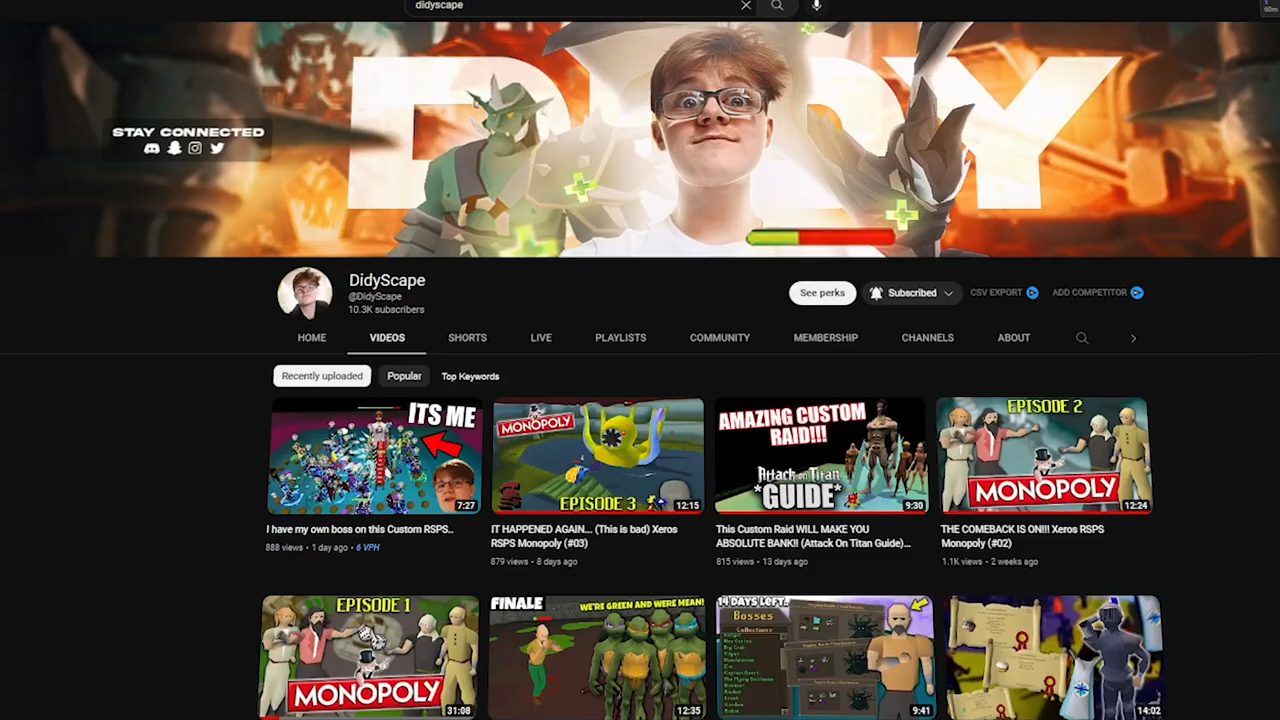 didyscape
60m
DIDY
STAY CONNECTED
DidyScape
@DidyScape
10.3K subscribers
See perks
Subscribed
CSV EXPORT
ADD COMPETITOR
HOME
VIDEOS
SHORTS
LIVE
PLAYLISTS
COMMUNITY
MEMBERSHIP
CHANNELS
ABOUT
Recently uploaded
Popular
Top Keywords
ITS ME
7:27
I have my own boss on this Custom RSPS..
888 views • 1 day ago • 6 VPH
MONOPOLY
EPISODE 3
12:15
IT HAPPENED AGAIN... (This is bad) Xeros
RSPS Monopoly (#03)
879 views • 8 days ago
AMAZING CUSTOM
RAID!!!
Attack on Titan
*GUIDE*
9:30
This Custom Raid WILL MAKE YOU
ABSOLUTE BANK!! (Attack On Titan Guide)...
815 views • 13 days ago
EPISODE 2
MONOPOLY
12:24
THE COMEBACK IS ON!!! Xeros RSPS
Monopoly (#02)
1.1K views • 2 weeks ago
EPISODE 1
MONOPOLY
31:08
FINALE
WE'RE GREEN AND WERE MEAN!
12:35
14 DAYS LEFT..
Bosses
Collections
9:41
14:02